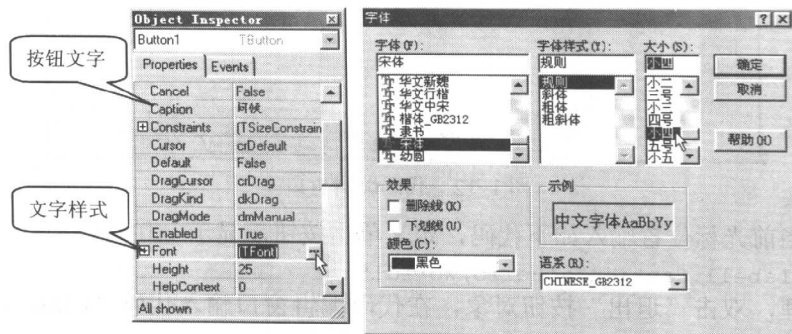 按钮文字
文字样式
Object Inspector
Button1 TButton
Properties Events
Cancel False
Caption
Constraints (TSizeConstrain
Cursor crDefault
Default False
DragCursor crDrag
DragKind dkDrag
DragMode dmManual
Enabled True
Font (TFont)
Height 25
HelpContext 0
All shown
字体
字体(F):
宋体
华文新魏
华文行楷
华文中宋
楷体_GB2312
隶书
宋体
幼圆
字体样式(Y):
规则
规则
斜体
粗体
粗斜体
大小(S):
小四
小二
三号
小三
四号
小四
五号
小五
确定
取消
帮助(H)
效果
删除线(K)
下划线(U)
颜色(C):
黑色
示例
中文字体AaBbYy
语系(R):
CHINESE_GB2312